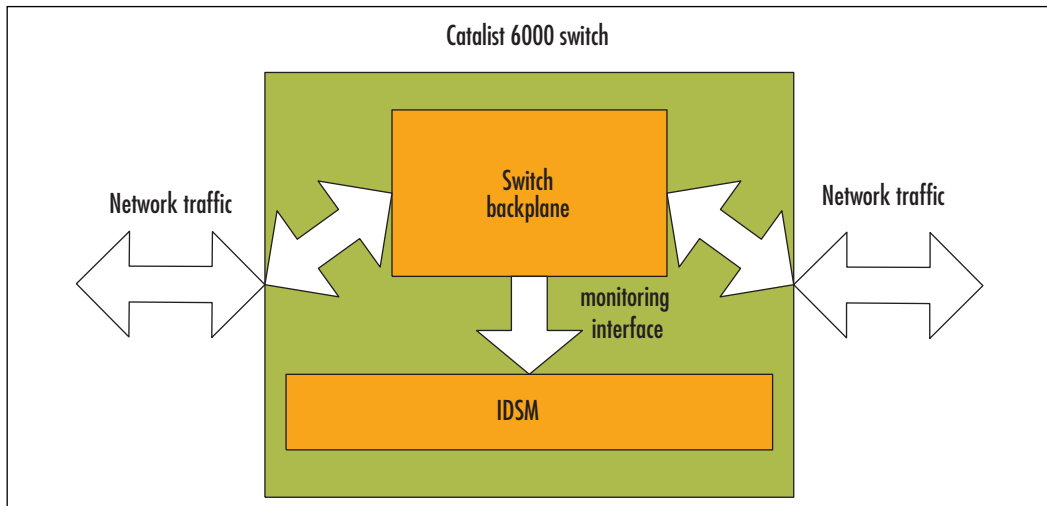 Catalist 6000 switch
Switch
backplane
Network traffic
Network traffic
monitoring
interface
IDSM